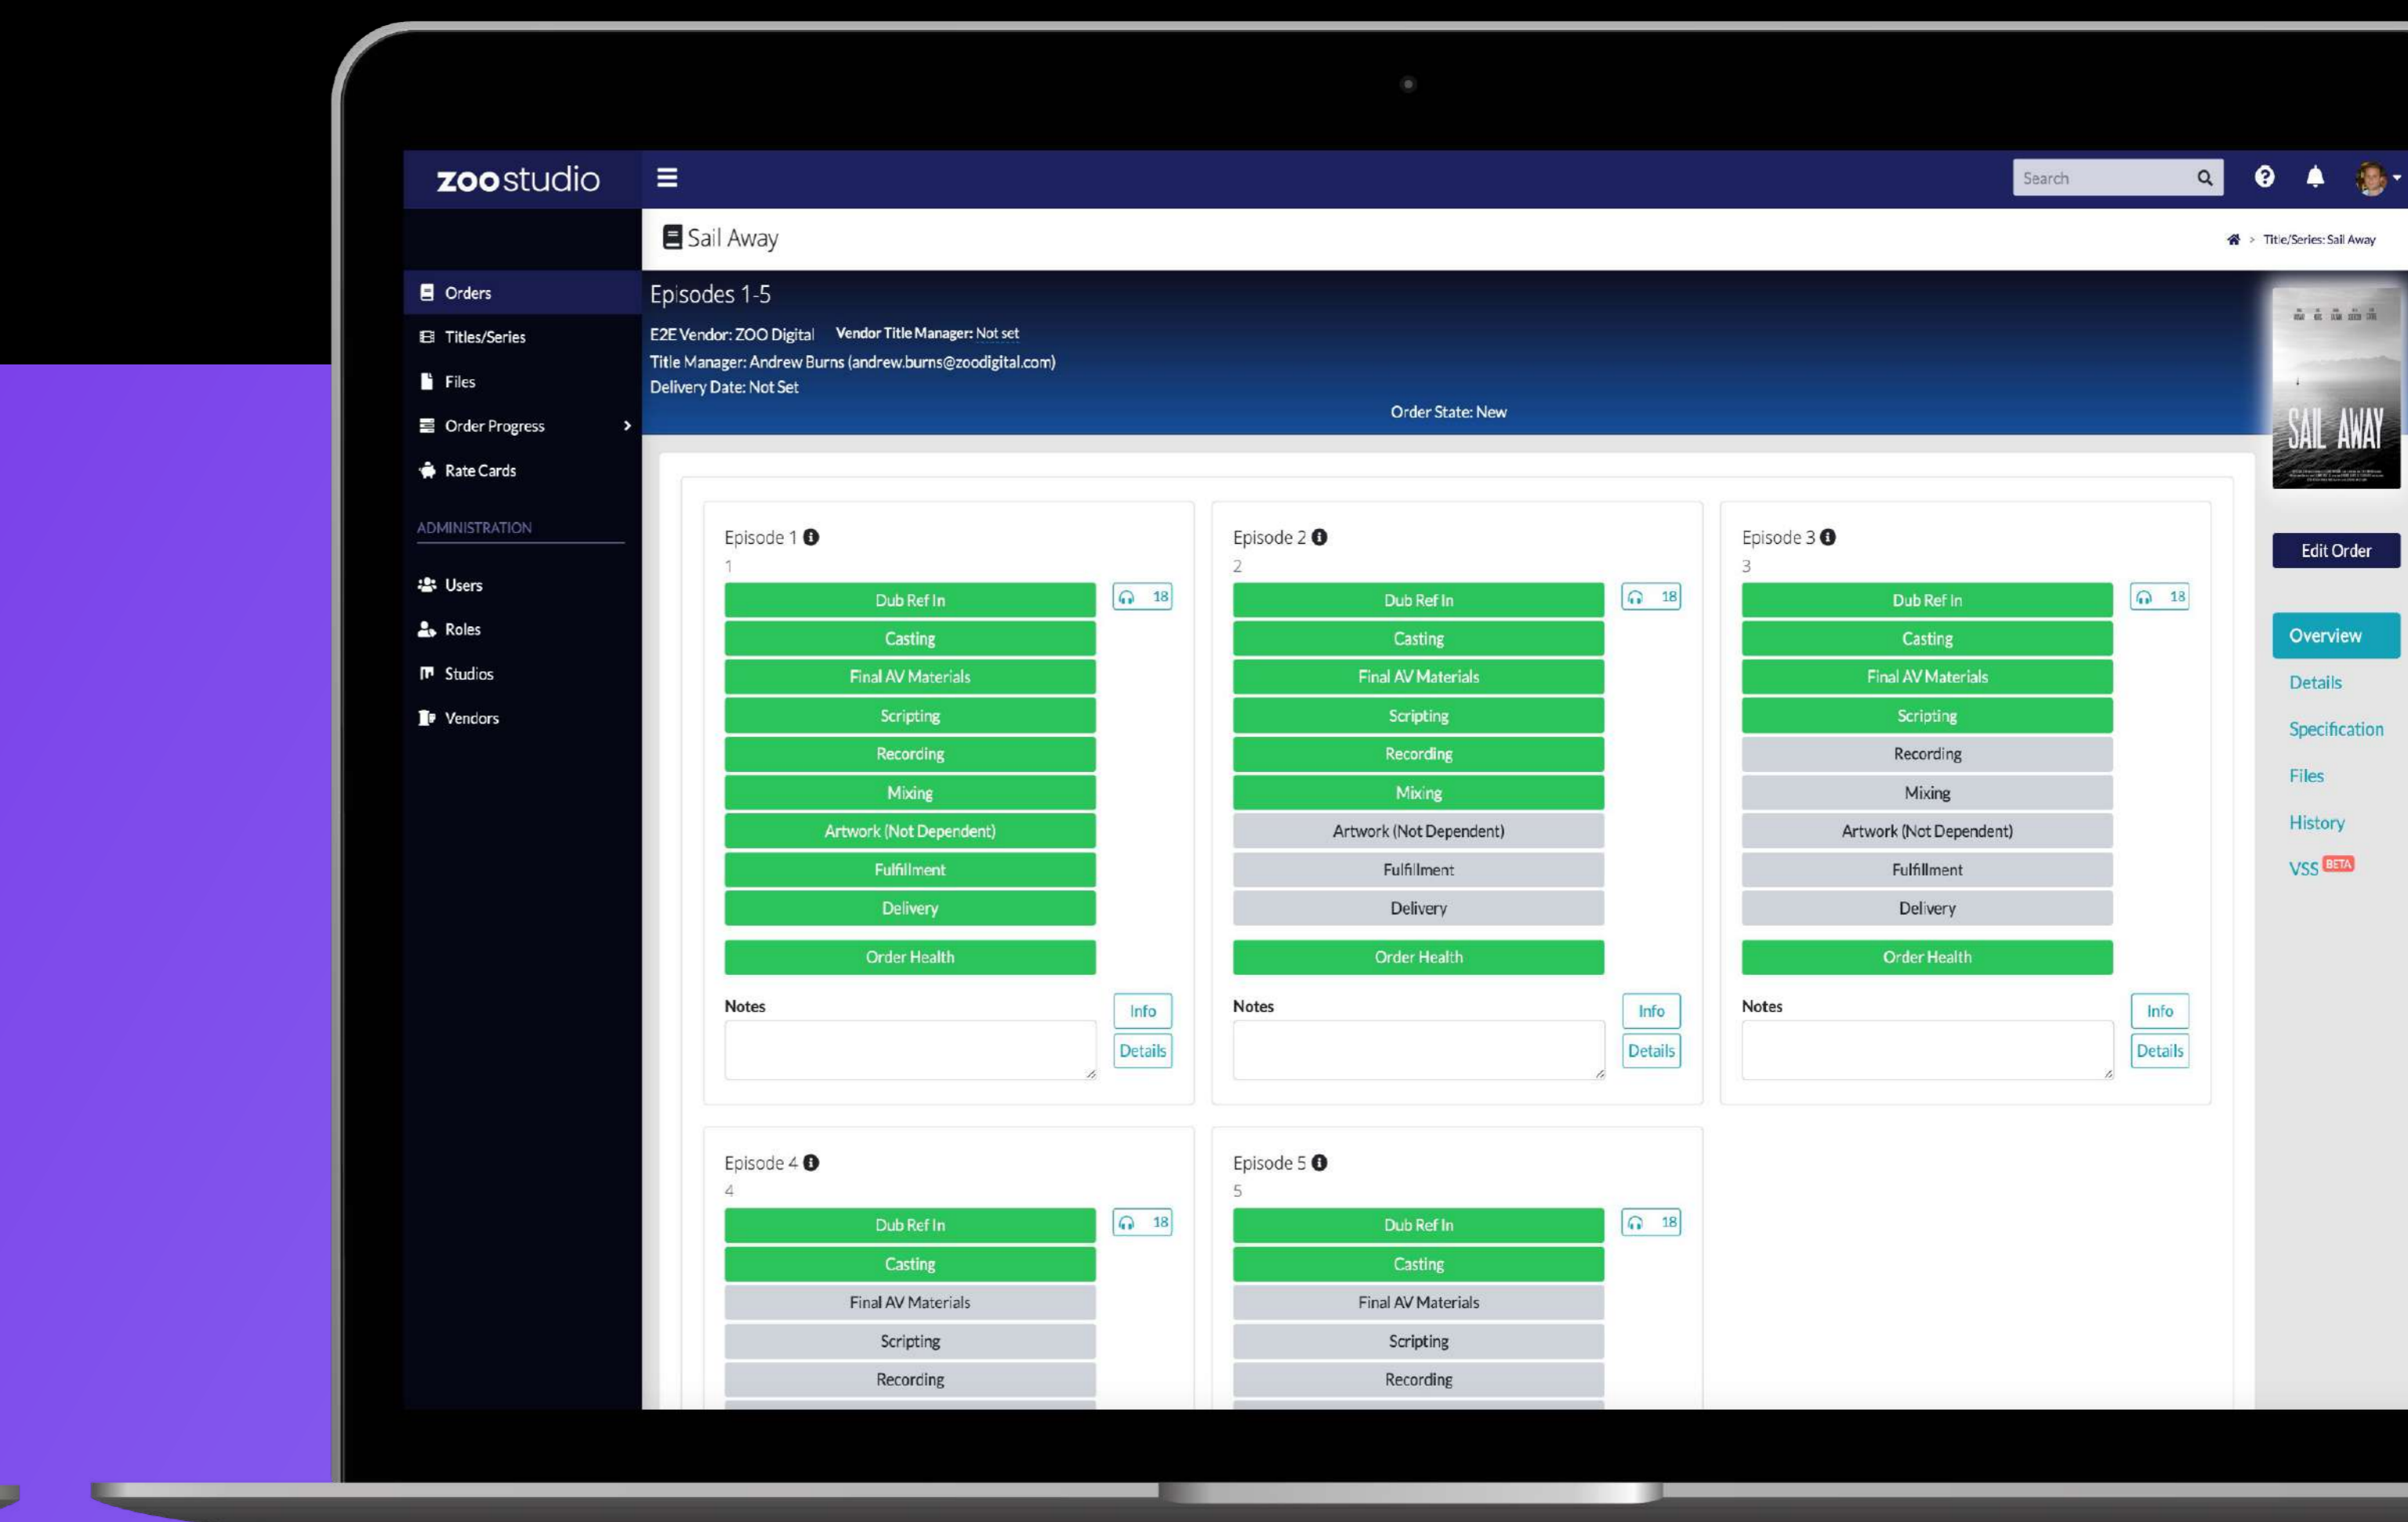 zoostudio
Search
Sail Away
Title/Series: Sail Away
Orders
Titles/Series
Files
Order Progress
Rate Cards
ADMINISTRATION
Users
Roles
Studios
Vendors
Episodes 1-5
E2E Vendor: ZOO Digital Vendor Title Manager: Not set
Title Manager: Andrew Burns (andrew.burns@zoodigital.com)
Delivery Date: Not Set
Order State: New
SAIL AWAY
Edit Order
Overview
Details
Specification
Files
History
VSS BETA
Episode 1
1
Dub Ref In
18
Casting
Final AV Materials
Scripting
Recording
Mixing
Artwork (Not Dependent)
Fulfillment
Delivery
Order Health
Notes
Info
Details
Episode 2
2
Dub Ref In
18
Casting
Final AV Materials
Scripting
Recording
Mixing
Artwork (Not Dependent)
Fulfillment
Delivery
Order Health
Notes
Info
Details
Episode 3
3
Dub Ref In
18
Casting
Final AV Materials
Scripting
Recording
Mixing
Artwork (Not Dependent)
Fulfillment
Delivery
Order Health
Notes
Info
Details
Episode 4
4
Dub Ref In
18
Casting
Final AV Materials
Scripting
Recording
Episode 5
5
Dub Ref In
18
Casting
Final AV Materials
Scripting
Recording